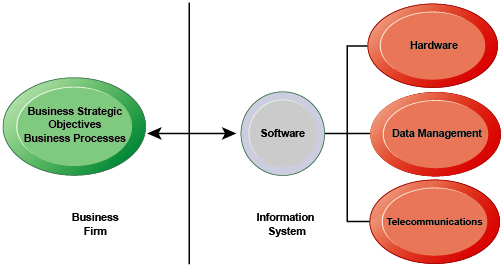 Business Strategic
Objectives
Business Processes
Software
Hardware
Data Management
Telecommunications
Business
Firm
Information
System